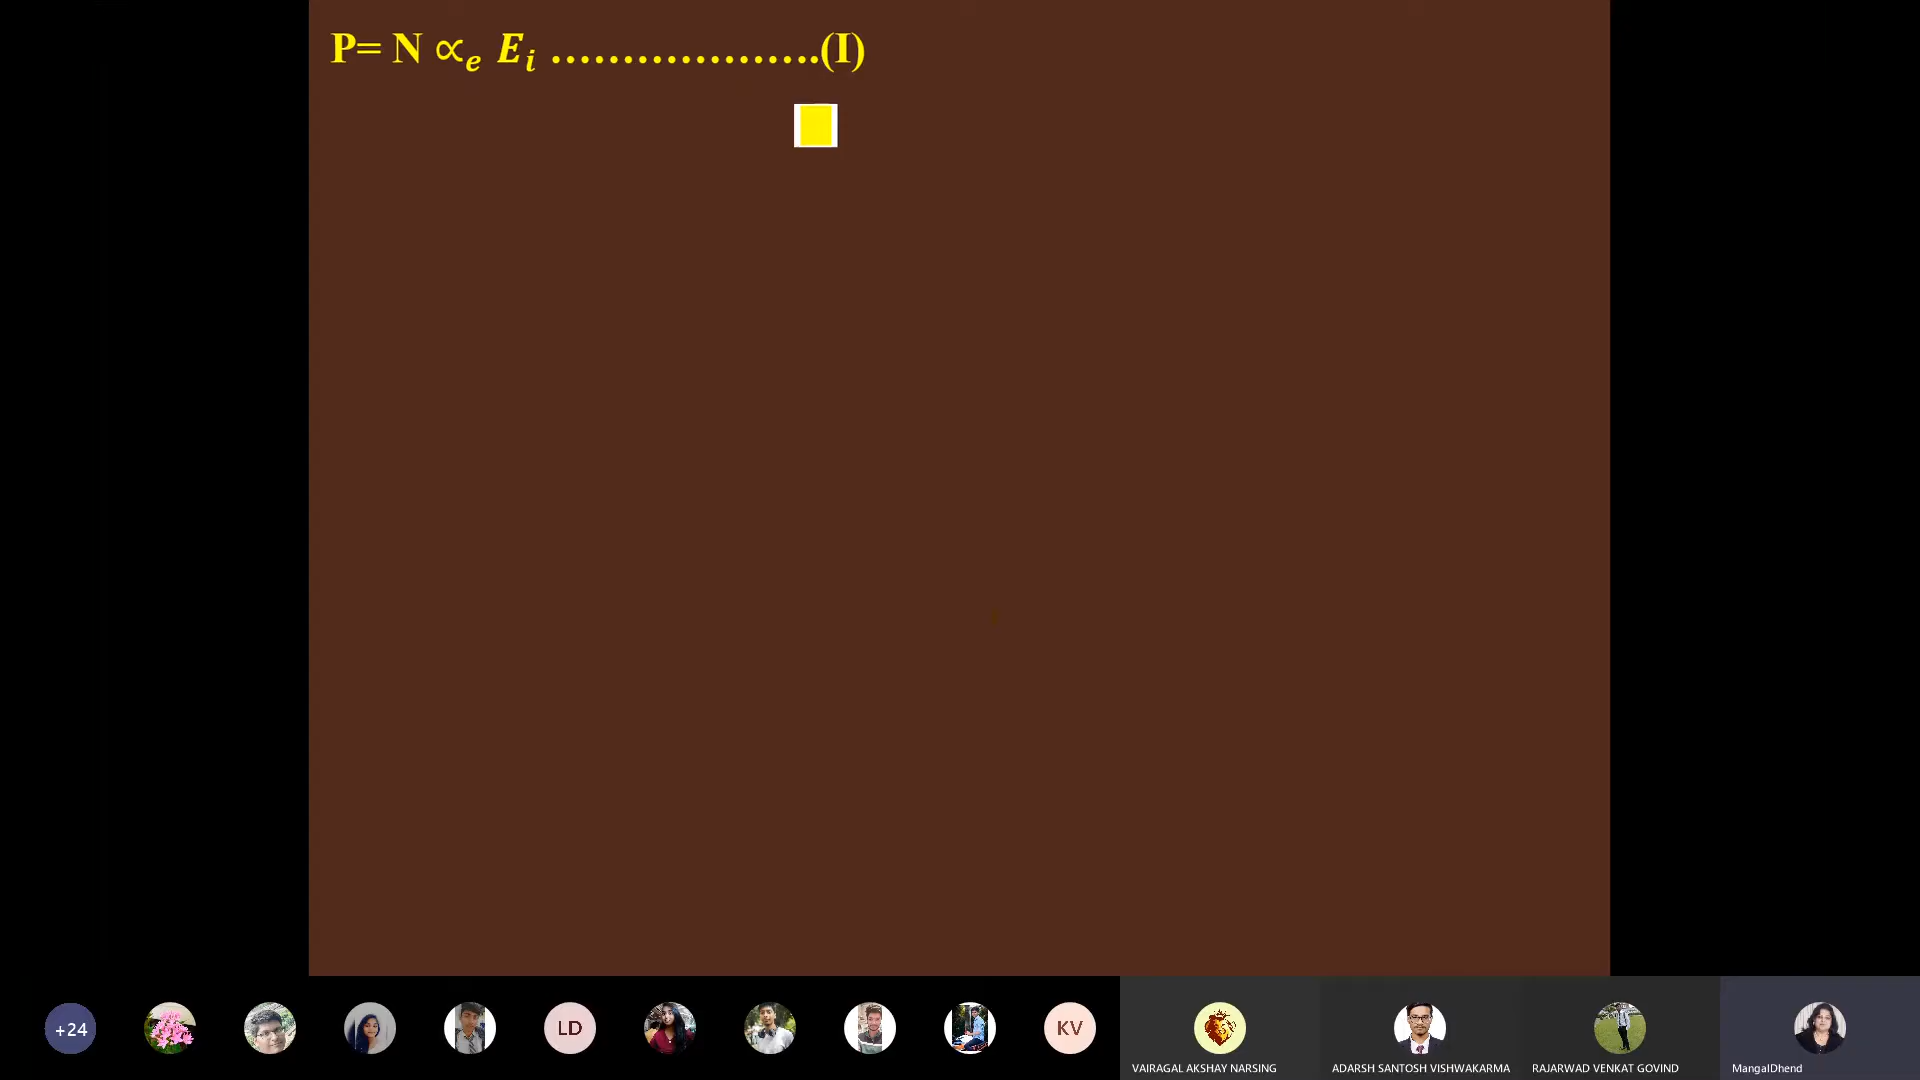 P= N ∝e Ei ……………….(I)
+24
LD
KV
VAIRAGAL AKSHAY NARSING
ADARSH SANTOSH VISHWAKARMA
RAJARWAD VENKAT GOVIND
MangalDhend